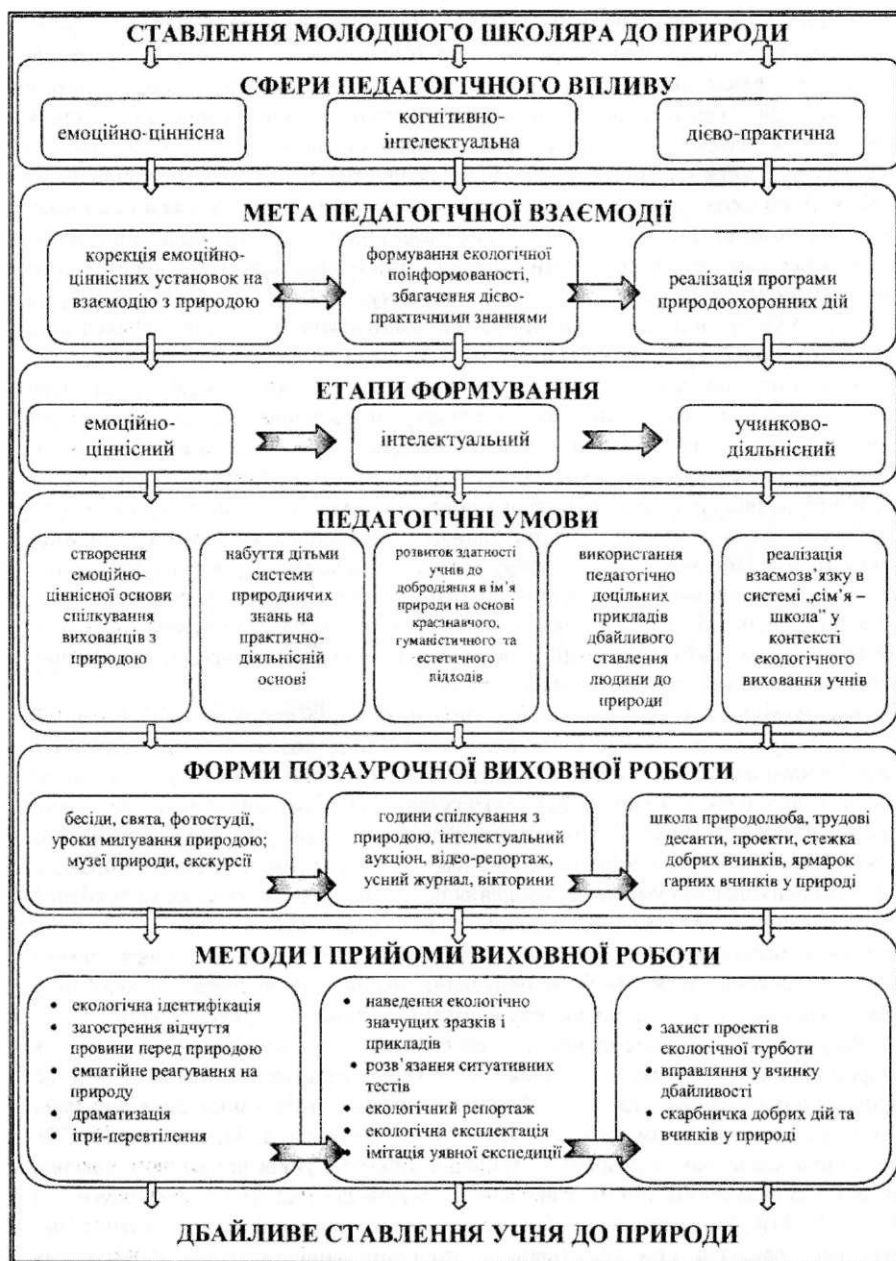 СТАВЛЕННЯ МОЛОДШОГО ШКОЛЯРА ДО ПРИРОДИ
СФЕРИ ПЕДАГОГІЧНОГО ВПЛИВУ
емоційно-ціннісна
когнитивно-
інтелектуальна
дієво-практична
МЕТА ПЕДАГОГІЧНОЇ ВЗАЄМОДІЇ
корекція емоційно-
ціннісних установок на
взаємодію з природою
формування екологічної
поінформованості,
збагачення дієво-
практичними знаннями
реалізація програми
природоохоронних дій
ЕТАПИ ФОРМУВАННЯ
емоційно-
ціннісний
інтелектуальний
учинково-
діяльнісний
ПЕДАГОГІЧНІ УМОВИ
створення
емоційно-
ціннісної основи
спілкування
вихованців з
природою
набуття дітьми
системи
природничих
знань на
практично-
діяльнісній
основі
розвиток здатності
учнів до
добродіяння в ім’я
природи на основі
краєзнавчого,
гуманістичного та
естетичного
підходів
використання
педагогічно
доцільних
прикладів
дбайливого
ставлення
людини до
природи
реалізація
взаємозв’язку в
системі „сім’я –
школа” у
контексті
екологічного
виховання учнів
ФОРМИ ПОЗАУРОЧНОЇ ВИХОВНОЇ РОБОТИ
бесіди, свята, фотостудії,
уроки милування природою;
музеї природи, екскурсії
години спілкування з
природою, інтелектуальний
аукціон, відео-репортаж,
усний журнал, вікторини
школа природолюба, трудові
десанти, проекти, стежка
добрих вчинків, ярмарок
гарних вчинків у природі
МЕТОДИ І ПРИЙОМИ ВИХОВНОЇ РОБОТИ
• екологічна ідентифікація
• загострення відчуття
провини перед природою
• емпатійне реагування на
природу
• драматизація
• ігри-перевтілення
• наведення екологічно
значущих зразків і
прикладів
• розв’язання ситуативних
тестів
• екологічний репортаж
• екологічна експлектація
• імітація уявної експедиції
• захист проектів
екологічної турботи
• вправляння у вчинку
дбайливості
• скарбничка добрих дій та
вчинків у природі
ДБАЙЛИВЕ СТАВЛЕННЯ УЧНЯ ДО ПРИРОДИ